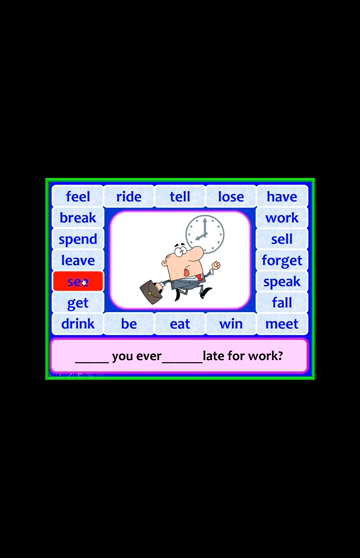 feel ride tell lose have
break work
spend sell
leave forget
see speak
get fall
drink be eat win meet
_____ you ever______late for work?